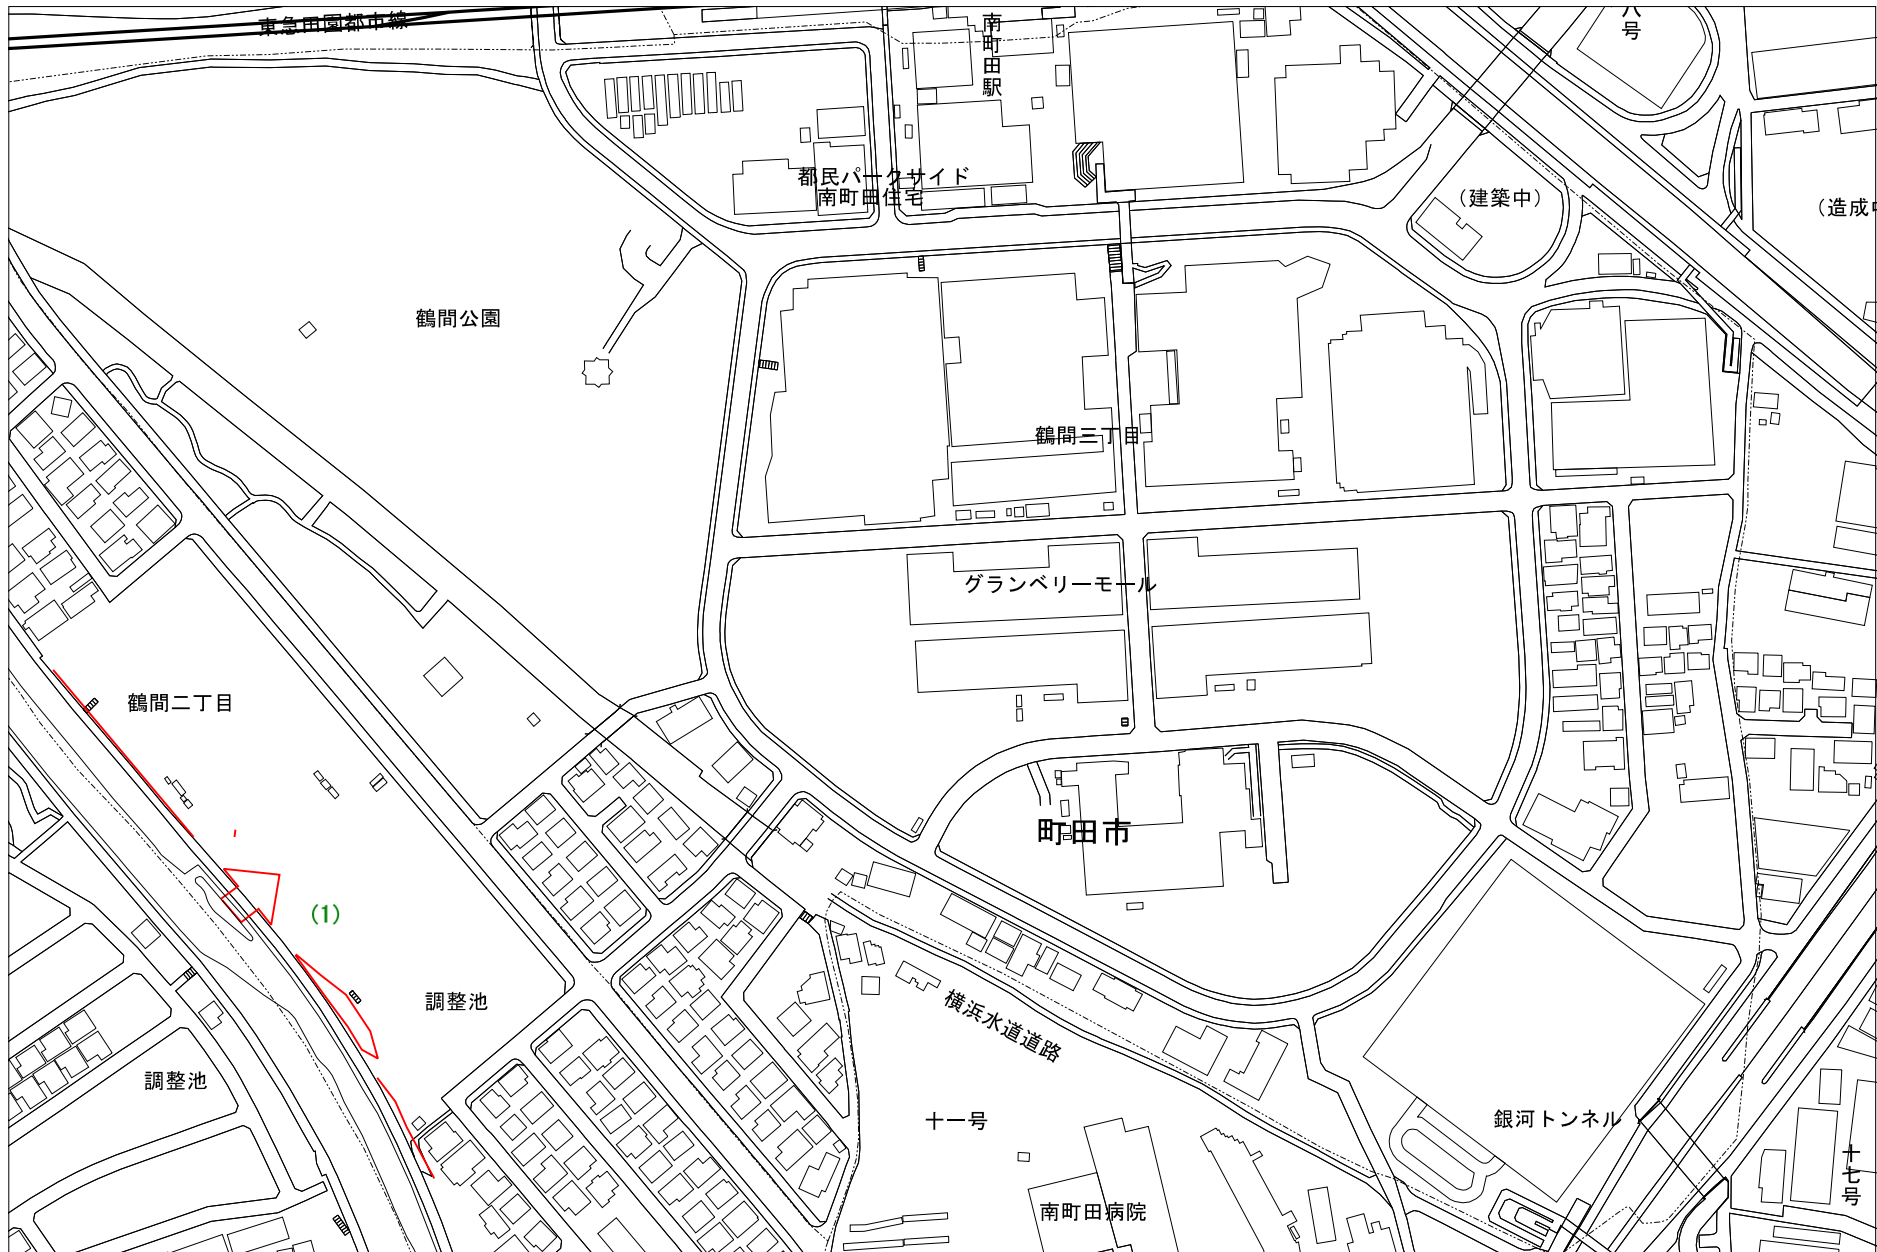 東急田園都市線
南町田駅
八号
都民パークサイド
南町田住宅
（建築中）
（造成中
鶴間公園
鶴間三丁目
グランベリーモール
鶴間二丁目
町田市
(1)
調整池
横浜水道道路
調整池
十一号
銀河トンネル
十七号
南町田病院